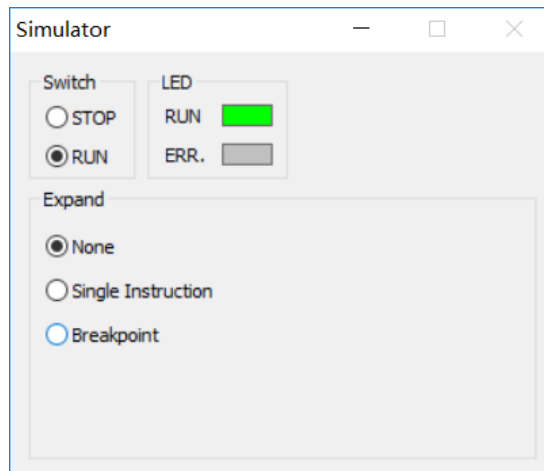 Simulator
Switch
STOP
RUN
LED
RUN
ERR.
Expand
None
Single Instruction
Breakpoint